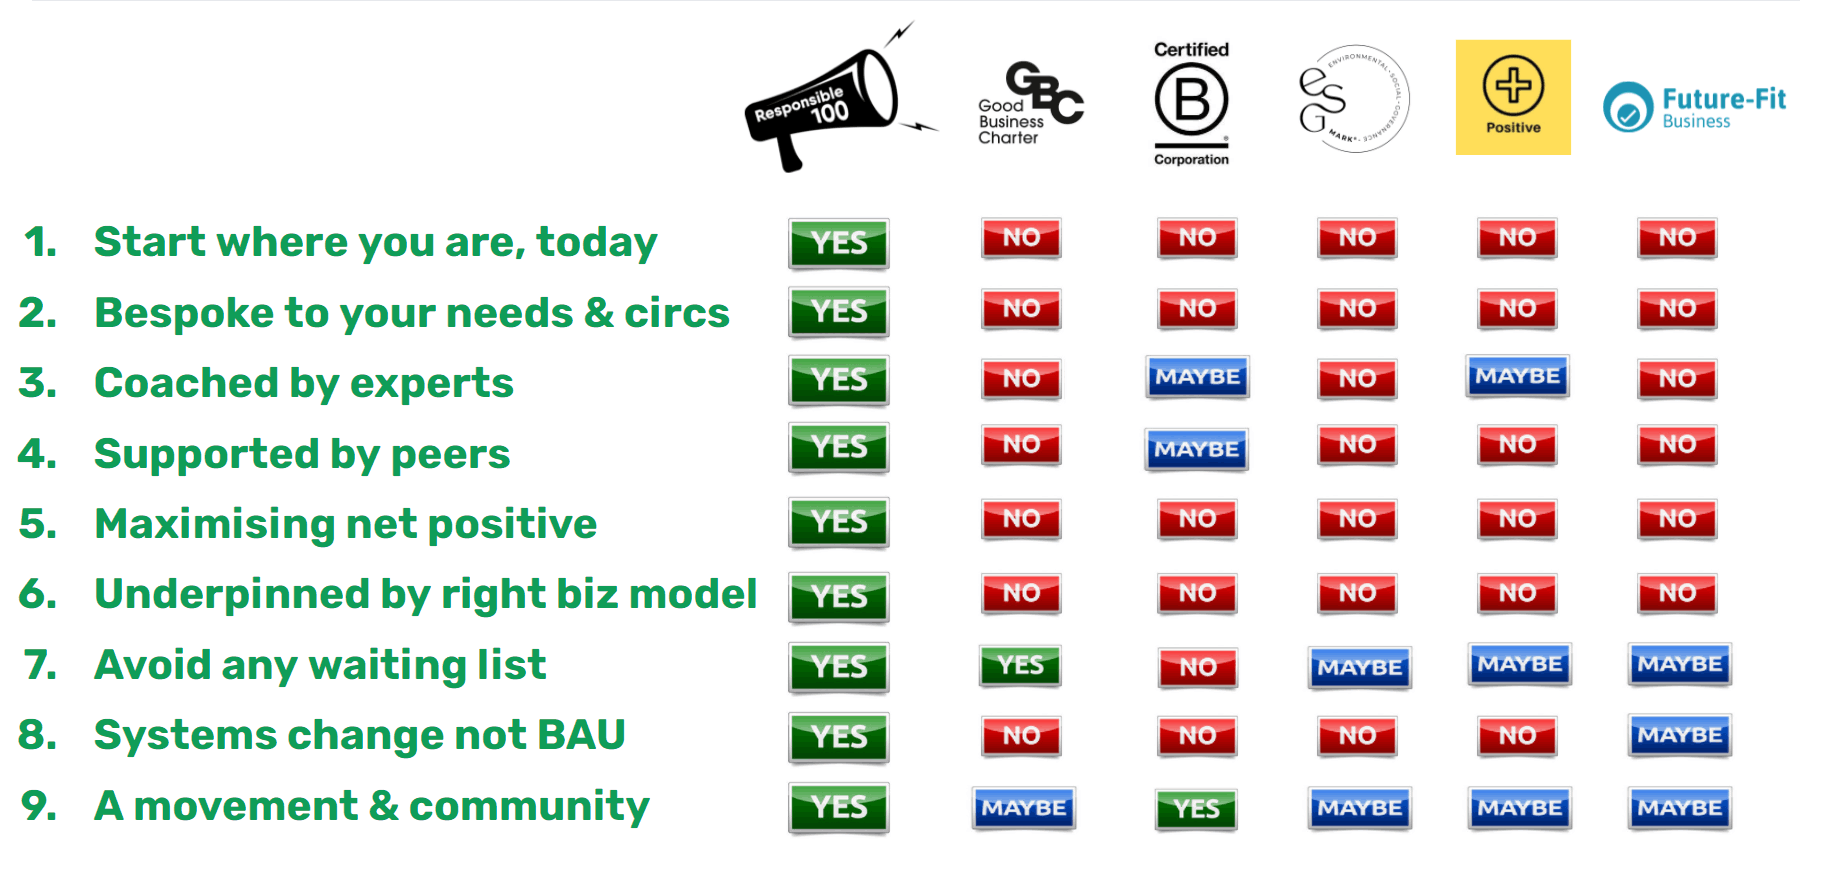 Responsible
100
GBC
Good
Business
Charter
Certified
B
®
Corporation
eSG
ENVIRONMENTAL • SOCIAL • GOVERNANCE •
MARK®
Positive
Future-Fit
Business
1. Start where you are, today YES NO NO NO NO NO
2. Bespoke to your needs & circs YES NO NO NO NO NO
3. Coached by experts YES NO MAYBE NO MAYBE NO
4. Supported by peers YES NO MAYBE NO NO NO
5. Maximising net positive YES NO NO NO NO NO
6. Underpinned by right biz model YES NO NO NO NO NO
7. Avoid any waiting list YES YES NO MAYBE MAYBE MAYBE
8. Systems change not BAU YES NO NO NO NO MAYBE
9. A movement & community YES MAYBE YES MAYBE MAYBE MAYBE